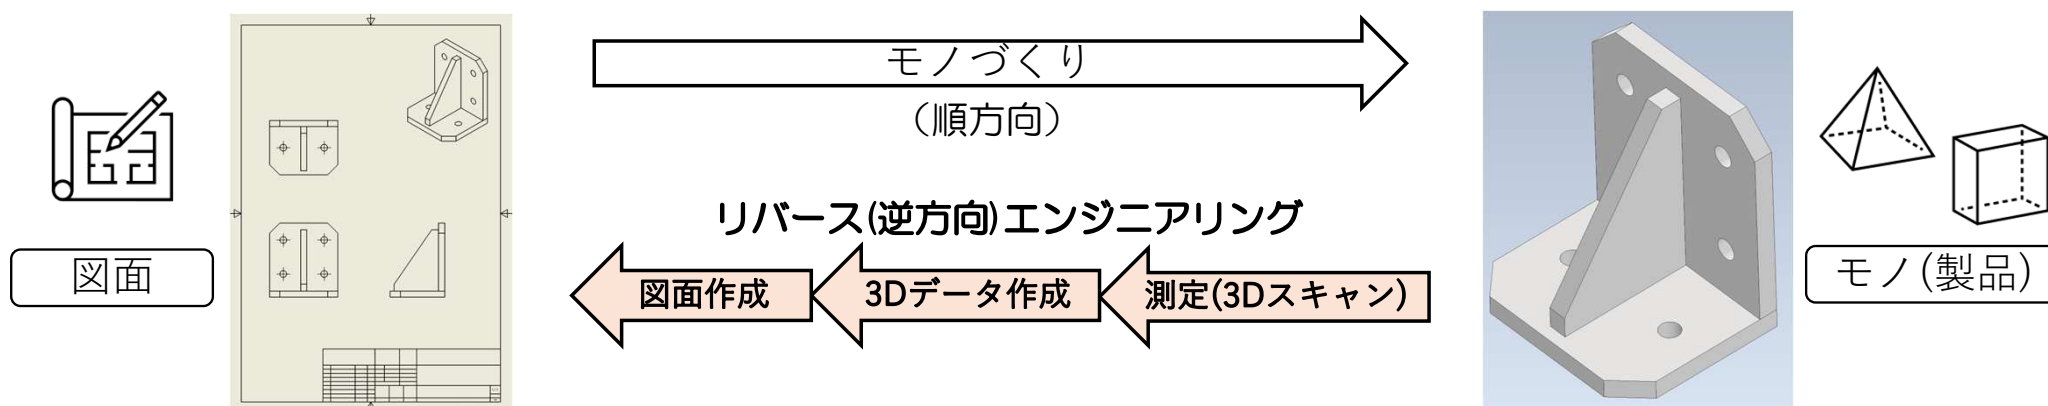 モノづくり
（順方向）
リバース(逆方向)エンジニアリング
図面
図面作成
3Dデータ作成
測定(3Dスキャン)
モノ(製品)